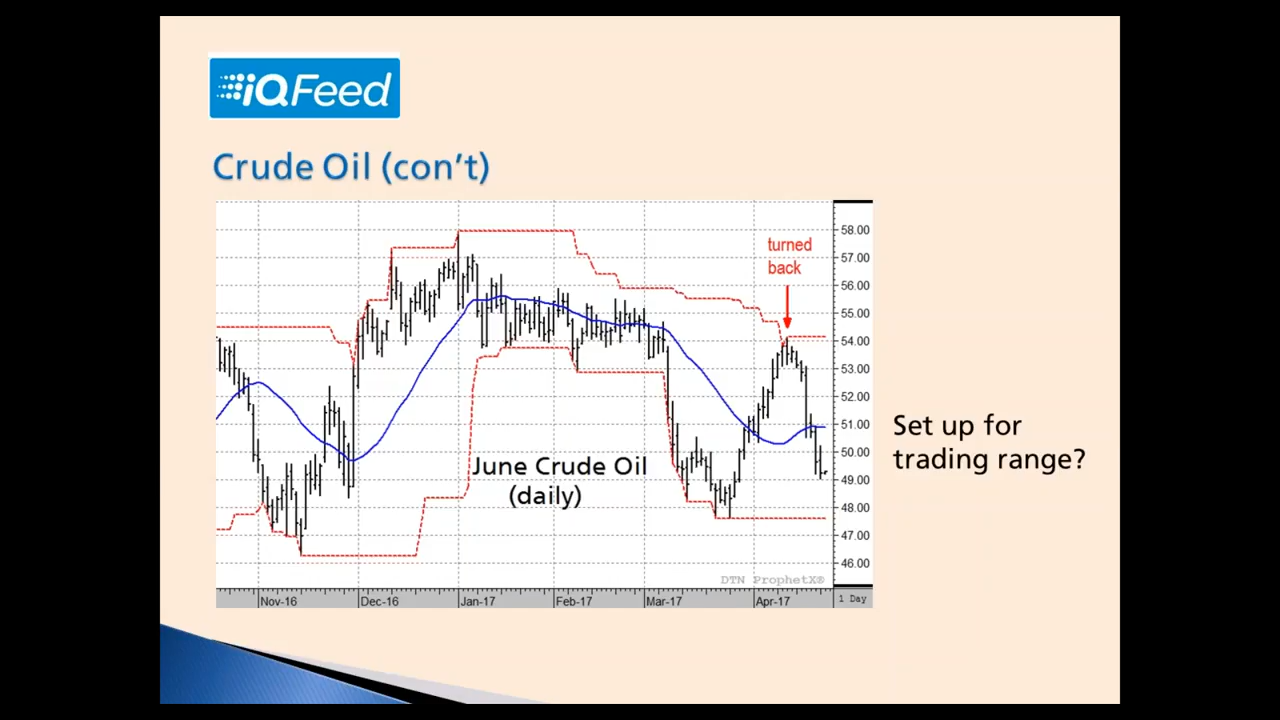 iQFeed
Crude Oil (con't)
turned
back
58.00
57.00
56.00
55.00
54.00
53.00
52.00
51.00
50.00
49.00
48.00
47.00
46.00
June Crude Oil
(daily)
Set up for
trading range?
DTN ProphetX®
Nov-16 Dec-16 Jan-17 Feb-17 Mar-17 Apr-17 1 Day